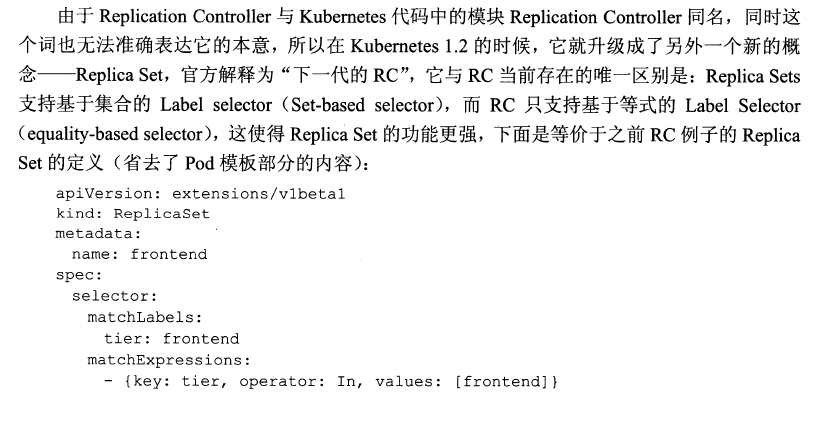 由于 Replication Controller 与 Kubernetes 代码中的模块 Replication Controller 同名，同时这
个词也无法准确表达它的本意，所以在 Kubernetes 1.2 的时候，它就升级成了另外一个新的概
念——Replica Set，官方解释为“下一代的 RC”，它与 RC 当前存在的唯一区别是：Replica Sets
支持基于集合的 Label selector（Set-based selector），而 RC 只支持基于等式的 Label Selector
（equality-based selector），这使得 Replica Set 的功能更强，下面是等价于之前 RC 例子的 Replica
Set 的定义（省去了 Pod 模板部分的内容）：
apiVersion: extensions/v1beta1
kind: ReplicaSet
metadata:
  name: frontend
spec:
  selector:
    matchLabels:
      tier: frontend
    matchExpressions:
      - {key: tier, operator: In, values: [frontend]}